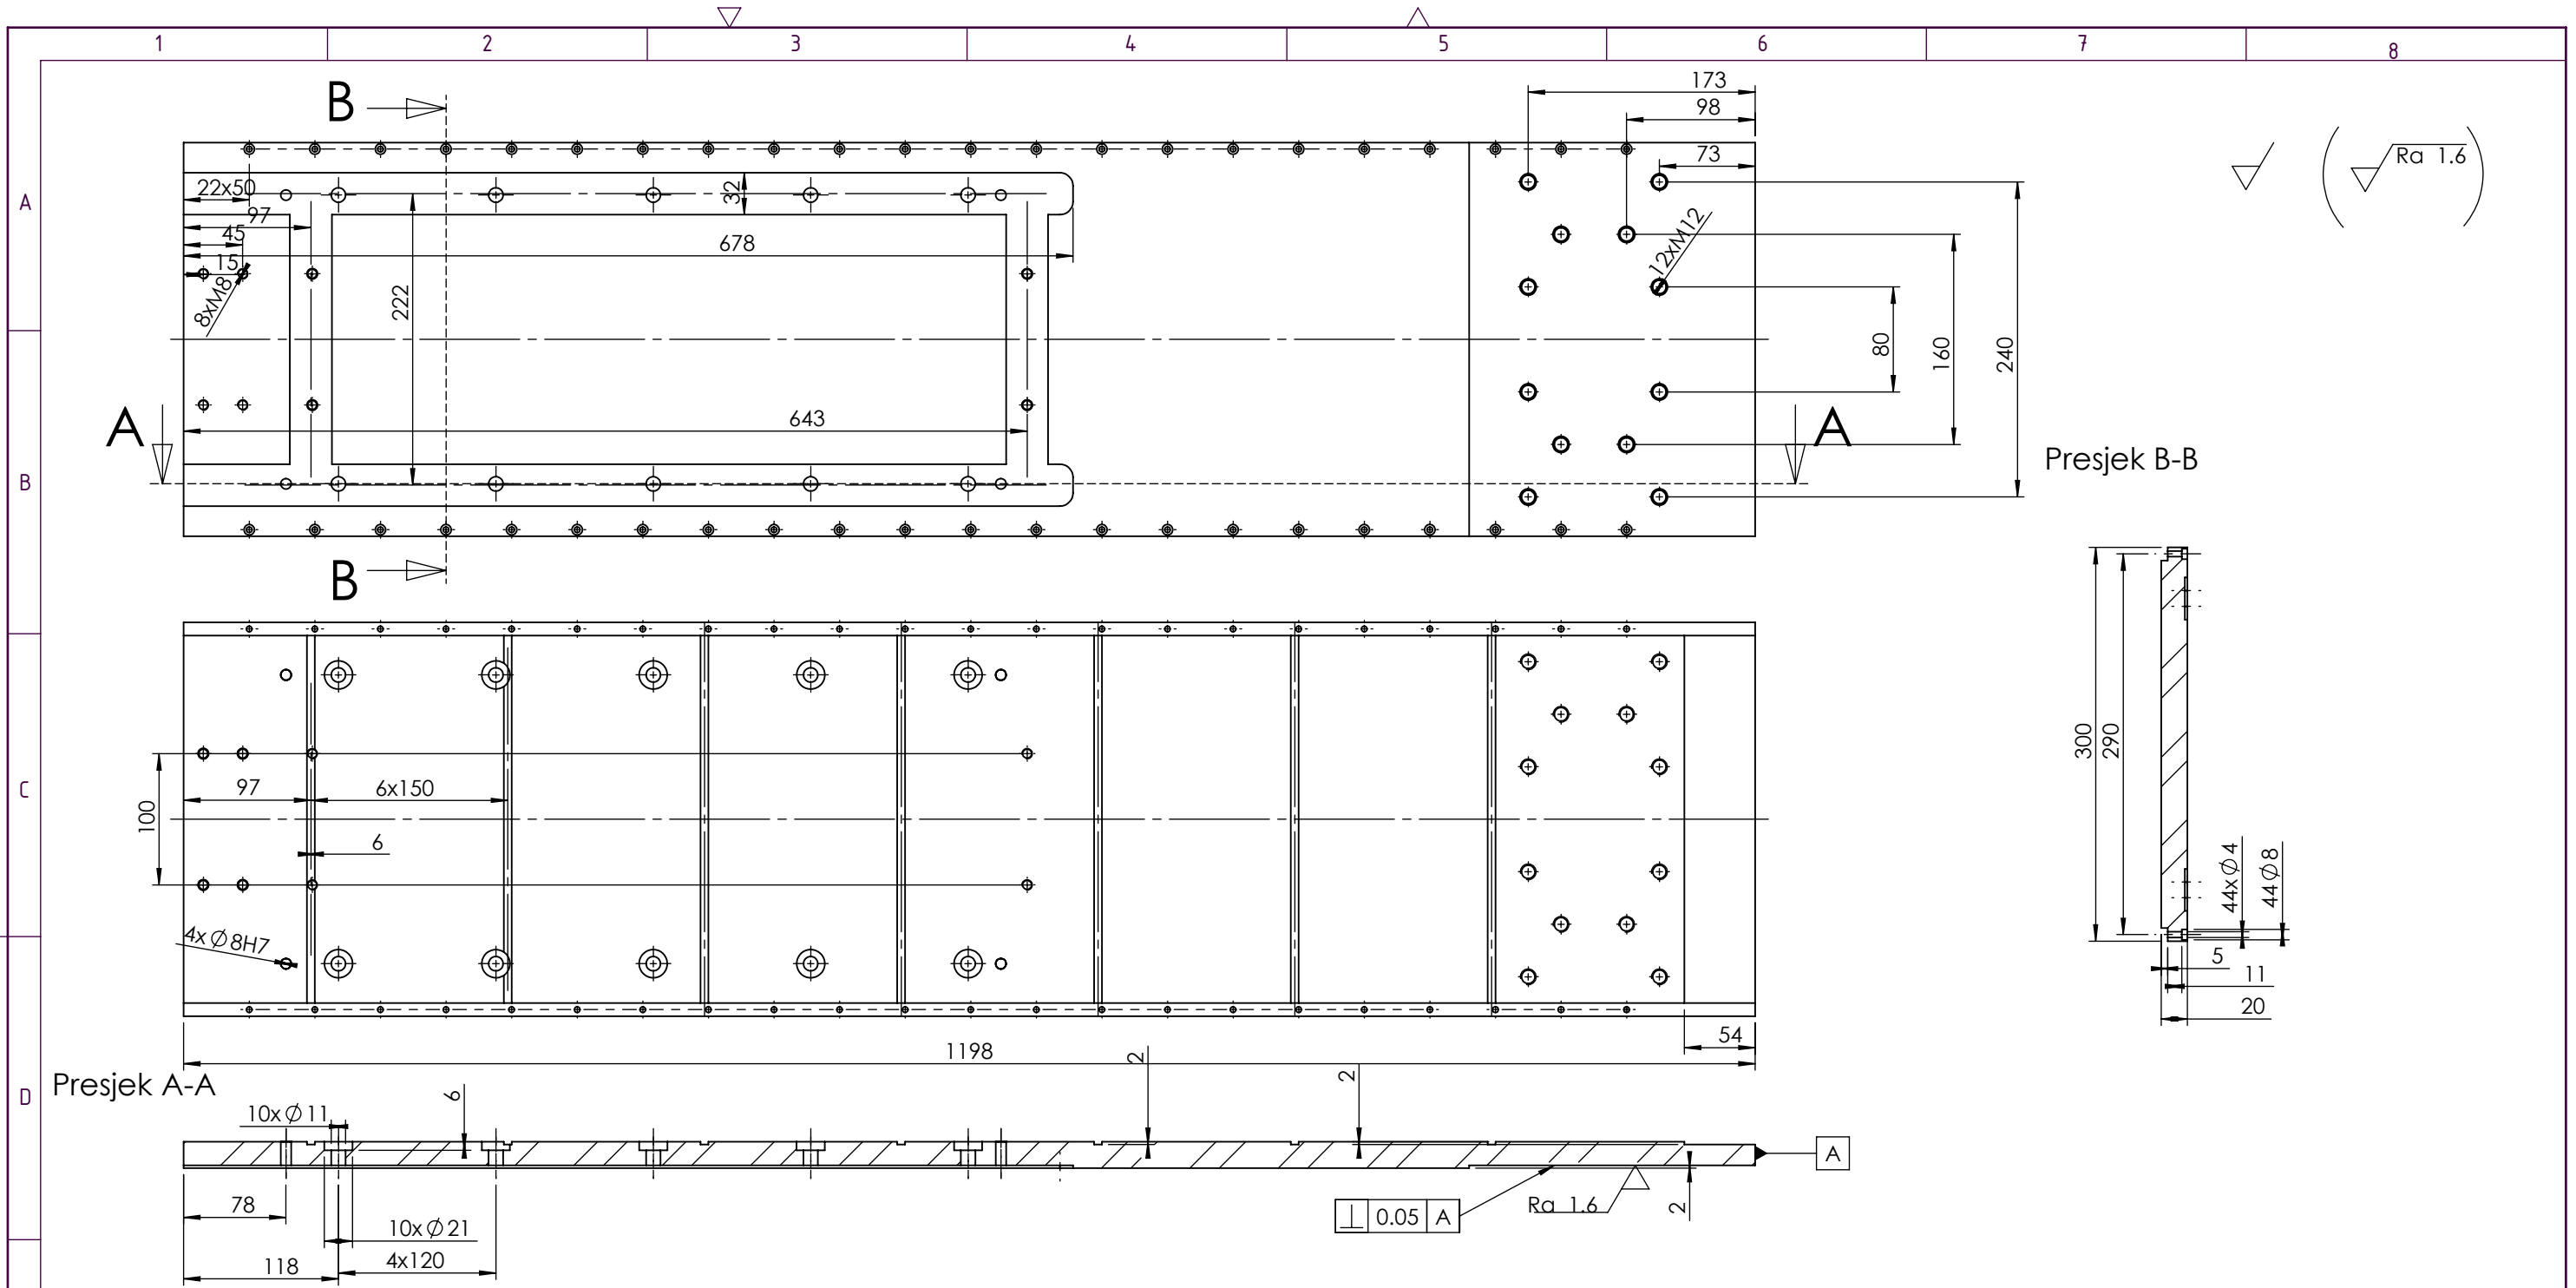 1 2 3 4 5 6 7 8
A
B
C
D
B
173
98
73
22x50
97
45
15
8xM8
32
678
222
643
12xM12
80
160
240
A
A
B
Ra 1.6
Presjek B-B
300
290
44xØ4
44Ø8
5
11
20
97
6x150
6
100
4xØ8H7
54
1198
Presjek A-A
10xØ11
6
2
2
A
78
10xØ21
118
4x120
⊥ 0.05 A
Ra 1.6
2